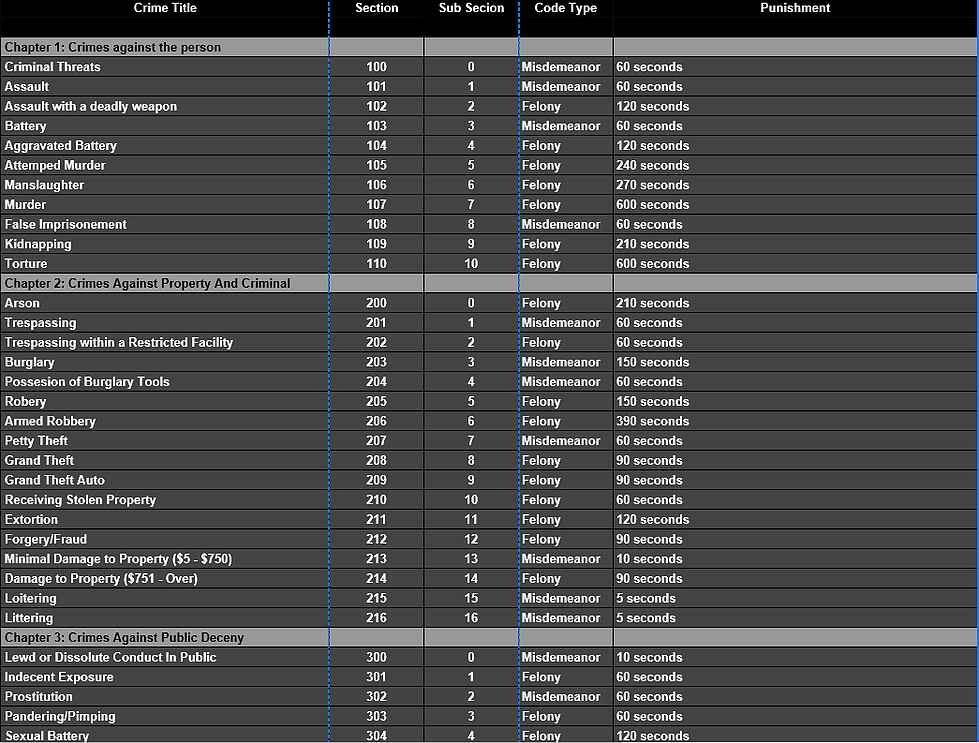 Crime Title Section Sub Secion Code Type Punishment
Chapter 1: Crimes against the person
Criminal Threats 100 0 Misdemeanor 60 seconds
Assault 101 1 Misdemeanor 60 seconds
Assault with a deadly weapon 102 2 Felony 120 seconds
Battery 103 3 Misdemeanor 60 seconds
Aggravated Battery 104 4 Felony 120 seconds
Attemped Murder 105 5 Felony 240 seconds
Manslaughter 106 6 Felony 270 seconds
Murder 107 7 Felony 600 seconds
False Imprisonement 108 8 Misdemeanor 60 seconds
Kidnapping 109 9 Felony 210 seconds
Torture 110 10 Felony 600 seconds
Chapter 2: Crimes Against Property And Criminal
Arson 200 0 Felony 210 seconds
Trespassing 201 1 Misdemeanor 60 seconds
Trespassing within a Restricted Facility 202 2 Felony 60 seconds
Burglary 203 3 Misdemeanor 150 seconds
Possesion of Burglary Tools 204 4 Misdemeanor 60 seconds
Robery 205 5 Felony 150 seconds
Armed Robbery 206 6 Felony 390 seconds
Petty Theft 207 7 Misdemeanor 60 seconds
Grand Theft 208 8 Felony 90 seconds
Grand Theft Auto 209 9 Felony 90 seconds
Receiving Stolen Property 210 10 Felony 60 seconds
Extortion 211 11 Felony 120 seconds
Forgery/Fraud 212 12 Felony 90 seconds
Minimal Damage to Property ($5 - $750) 213 13 Misdemeanor 10 seconds
Damage to Property ($751 - Over) 214 14 Felony 90 seconds
Loitering 215 15 Misdemeanor 5 seconds
Littering 216 16 Misdemeanor 5 seconds
Chapter 3: Crimes Against Public Deceny
Lewd or Dissolute Conduct In Public 300 0 Misdemeanor 10 seconds
Indecent Exposure 301 1 Felony 60 seconds
Prostitution 302 2 Misdemeanor 60 seconds
Pandering/Pimping 303 3 Felony 60 seconds
Sexual Battery 304 4 Felony 120 seconds